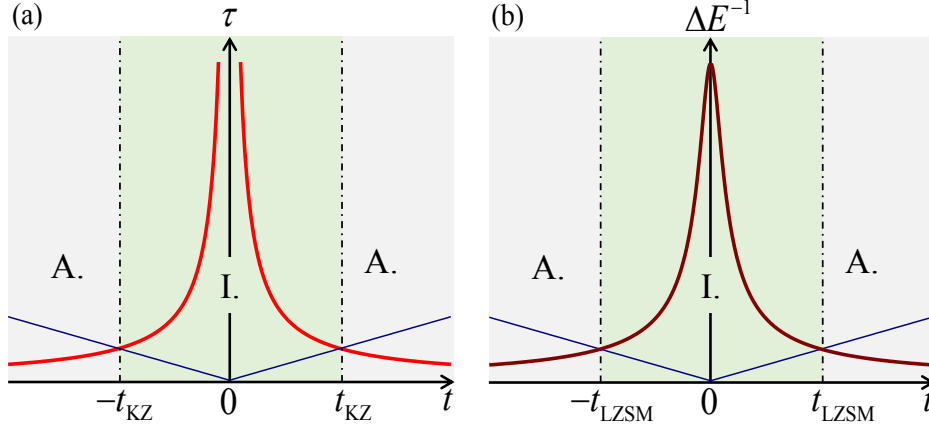 (a) τ
A. I. A.
−t_KZ 0 t_KZ t
(b) ΔE⁻¹
A. I. A.
−t_LZSM 0 t_LZSM t